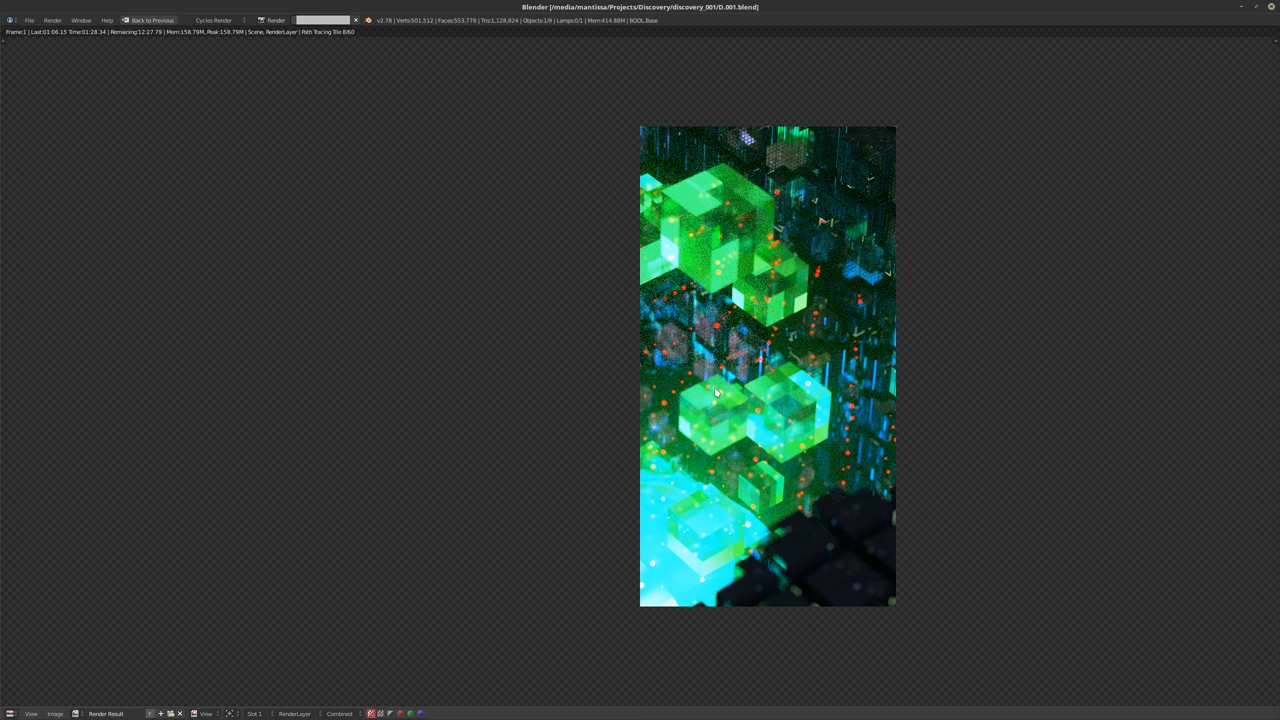 Blender [/media/mantissa/Projects/Discovery/discovery_001/D.001.blend]
File Render Window Help Back to Previous Cycles Render Render v2.78 | Verts:501,512 | Faces:553,778 | Tris:1,128,824 | Objects:1/9 | Lamps:0/1 | Mem:414.88M | BOOL.Base
Frame:1 | Last:01:06.15 Time:01:28.34 | Remaining:12:27.79 | Mem:158.79M, Peak:158.79M | Scene, RenderLayer | Path Tracing Tile 8/60
View Image Render Result F View Slot 1 RenderLayer Combined